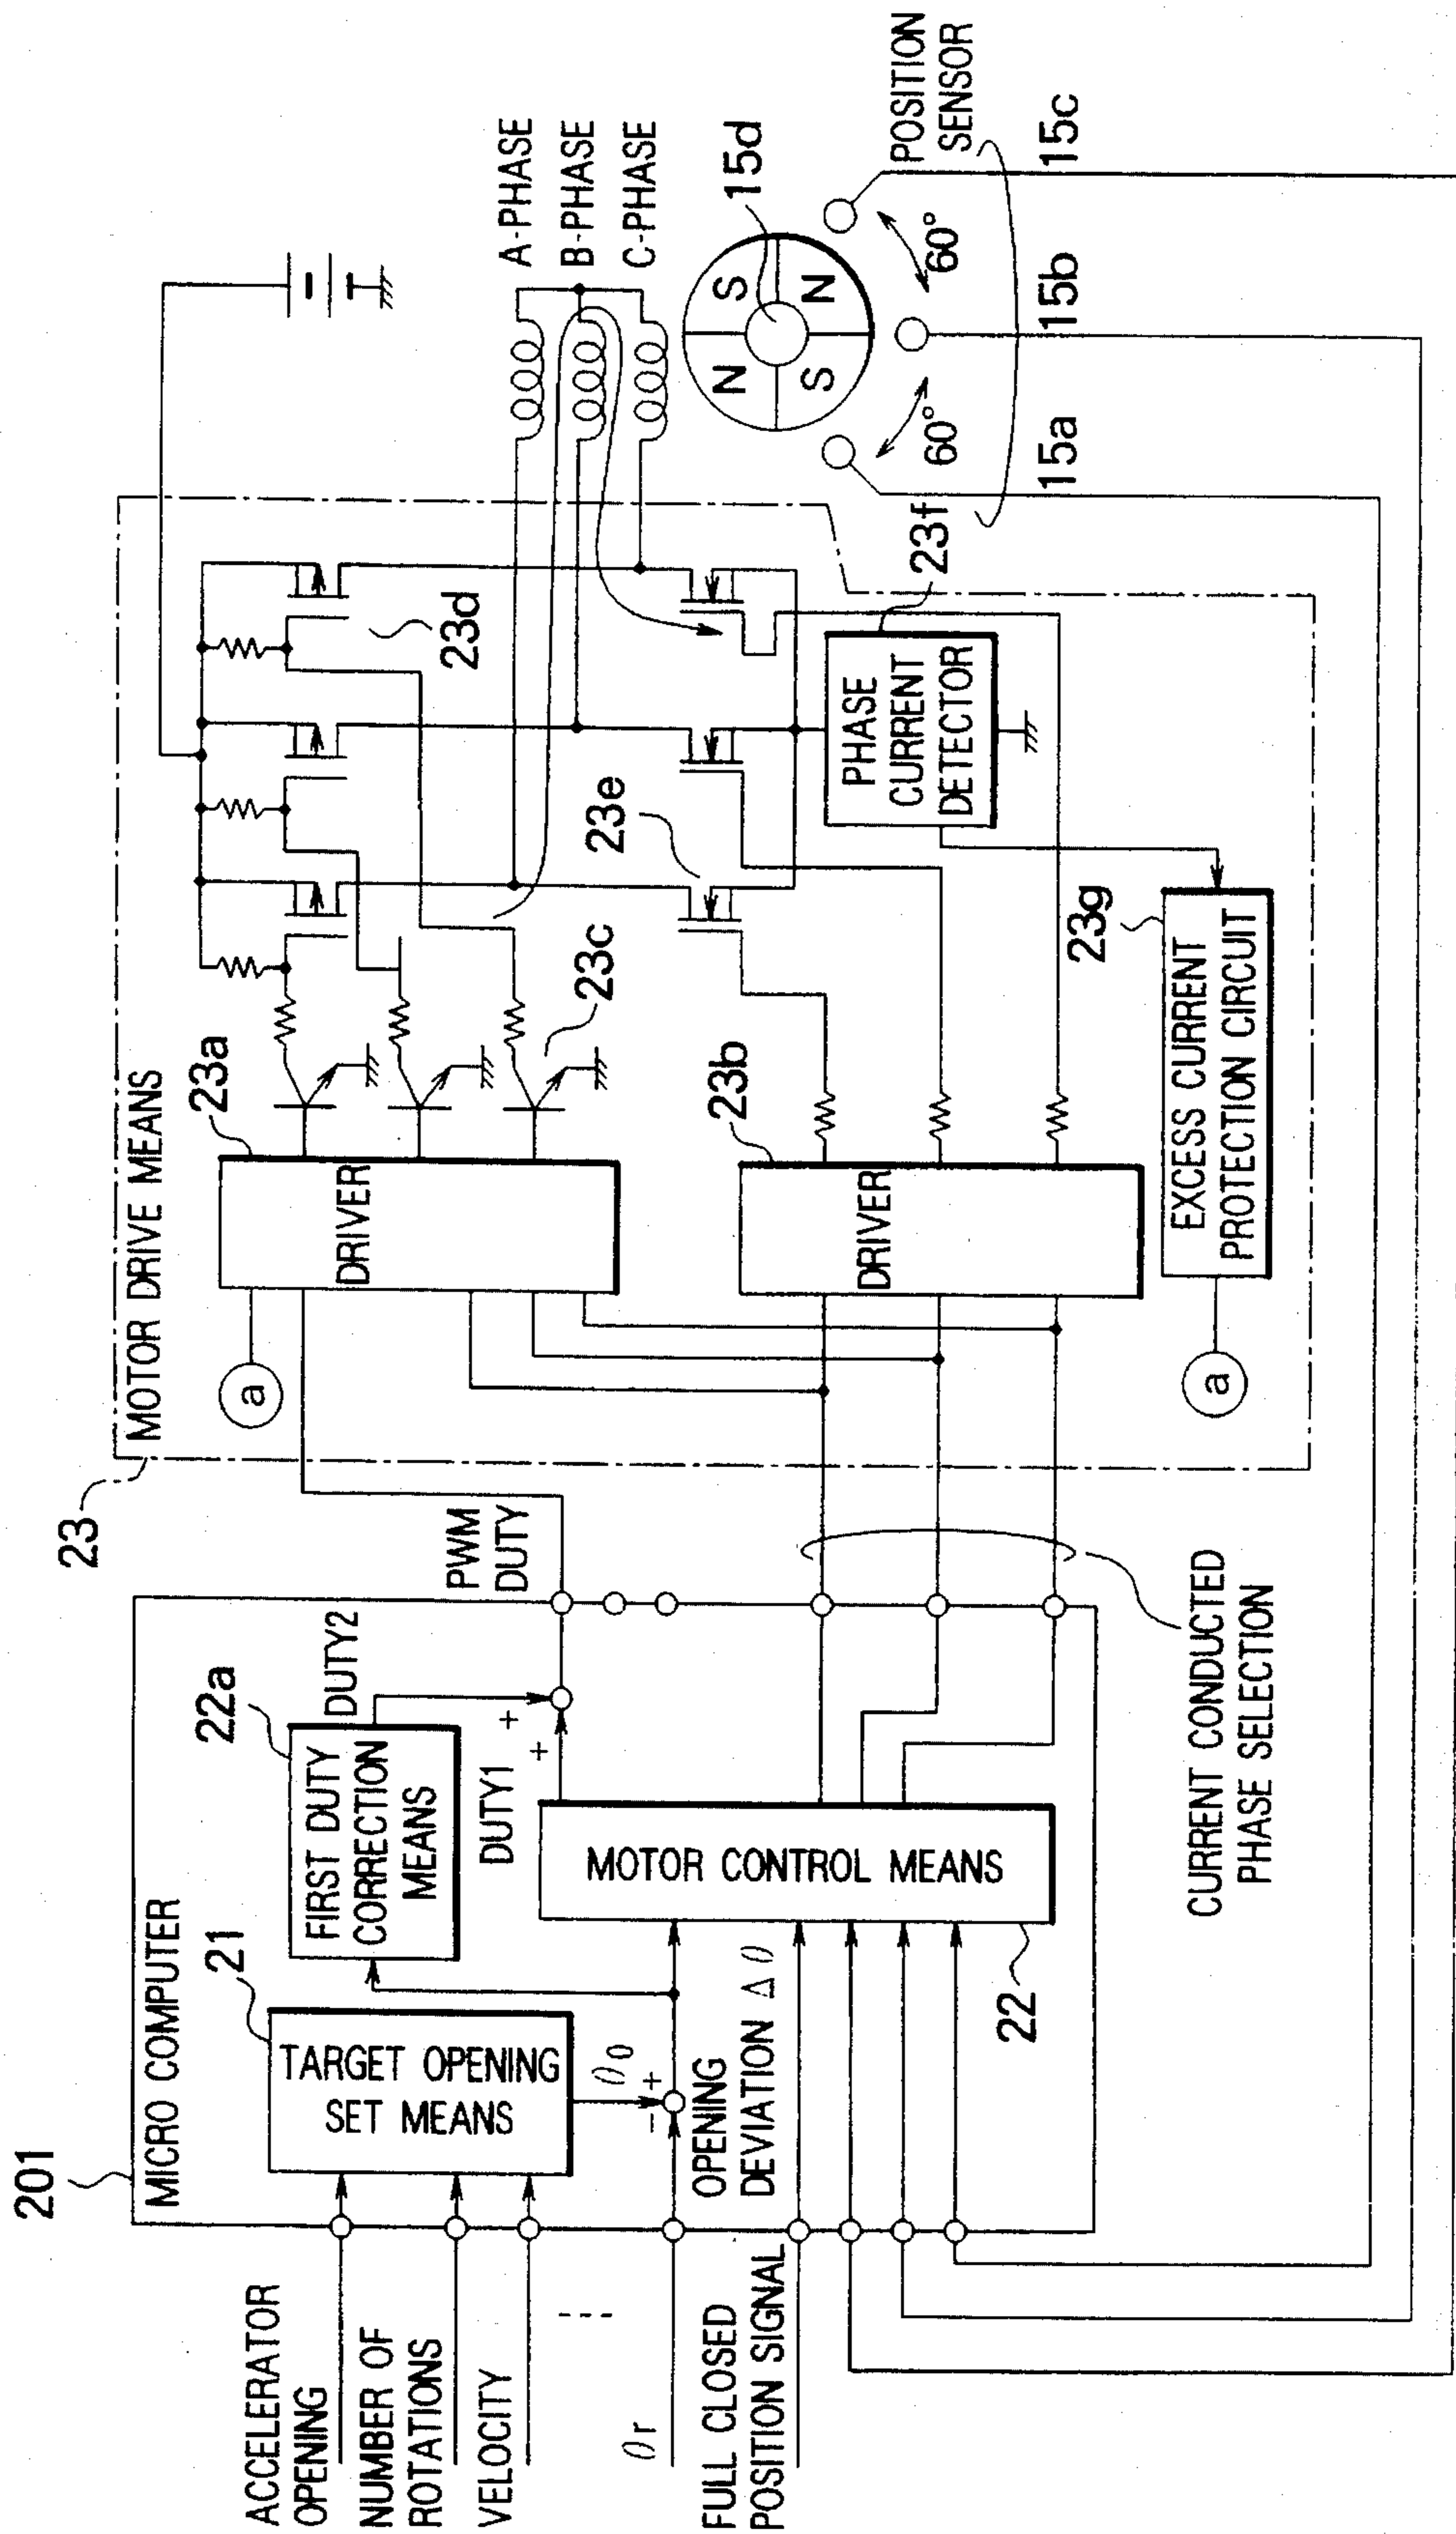 201
MICRO COMPUTER
ACCELERATOR
OPENING
NUMBER OF
ROTATIONS
VELOCITY
θr
FULL CLOSED
POSITION SIGNAL
21
TARGET OPENING
SET MEANS
θ0
- +
OPENING
DEVIATION Δθ
22a
FIRST DUTY
CORRECTION
MEANS
DUTY2
DUTY1
+
+
MOTOR CONTROL MEANS
22
PWM
DUTY
CURRENT CONDUCTED
PHASE SELECTION
23
MOTOR DRIVE MEANS
a
23a
DRIVER
23b
DRIVER
23c
23d
23e
PHASE
CURRENT
DETECTOR
23f
23g
EXCESS CURRENT
PROTECTION CIRCUIT
a
A-PHASE
B-PHASE
C-PHASE
N
S
S
N
15d
60°
60°
15a
15b
15c
POSITION
SENSOR